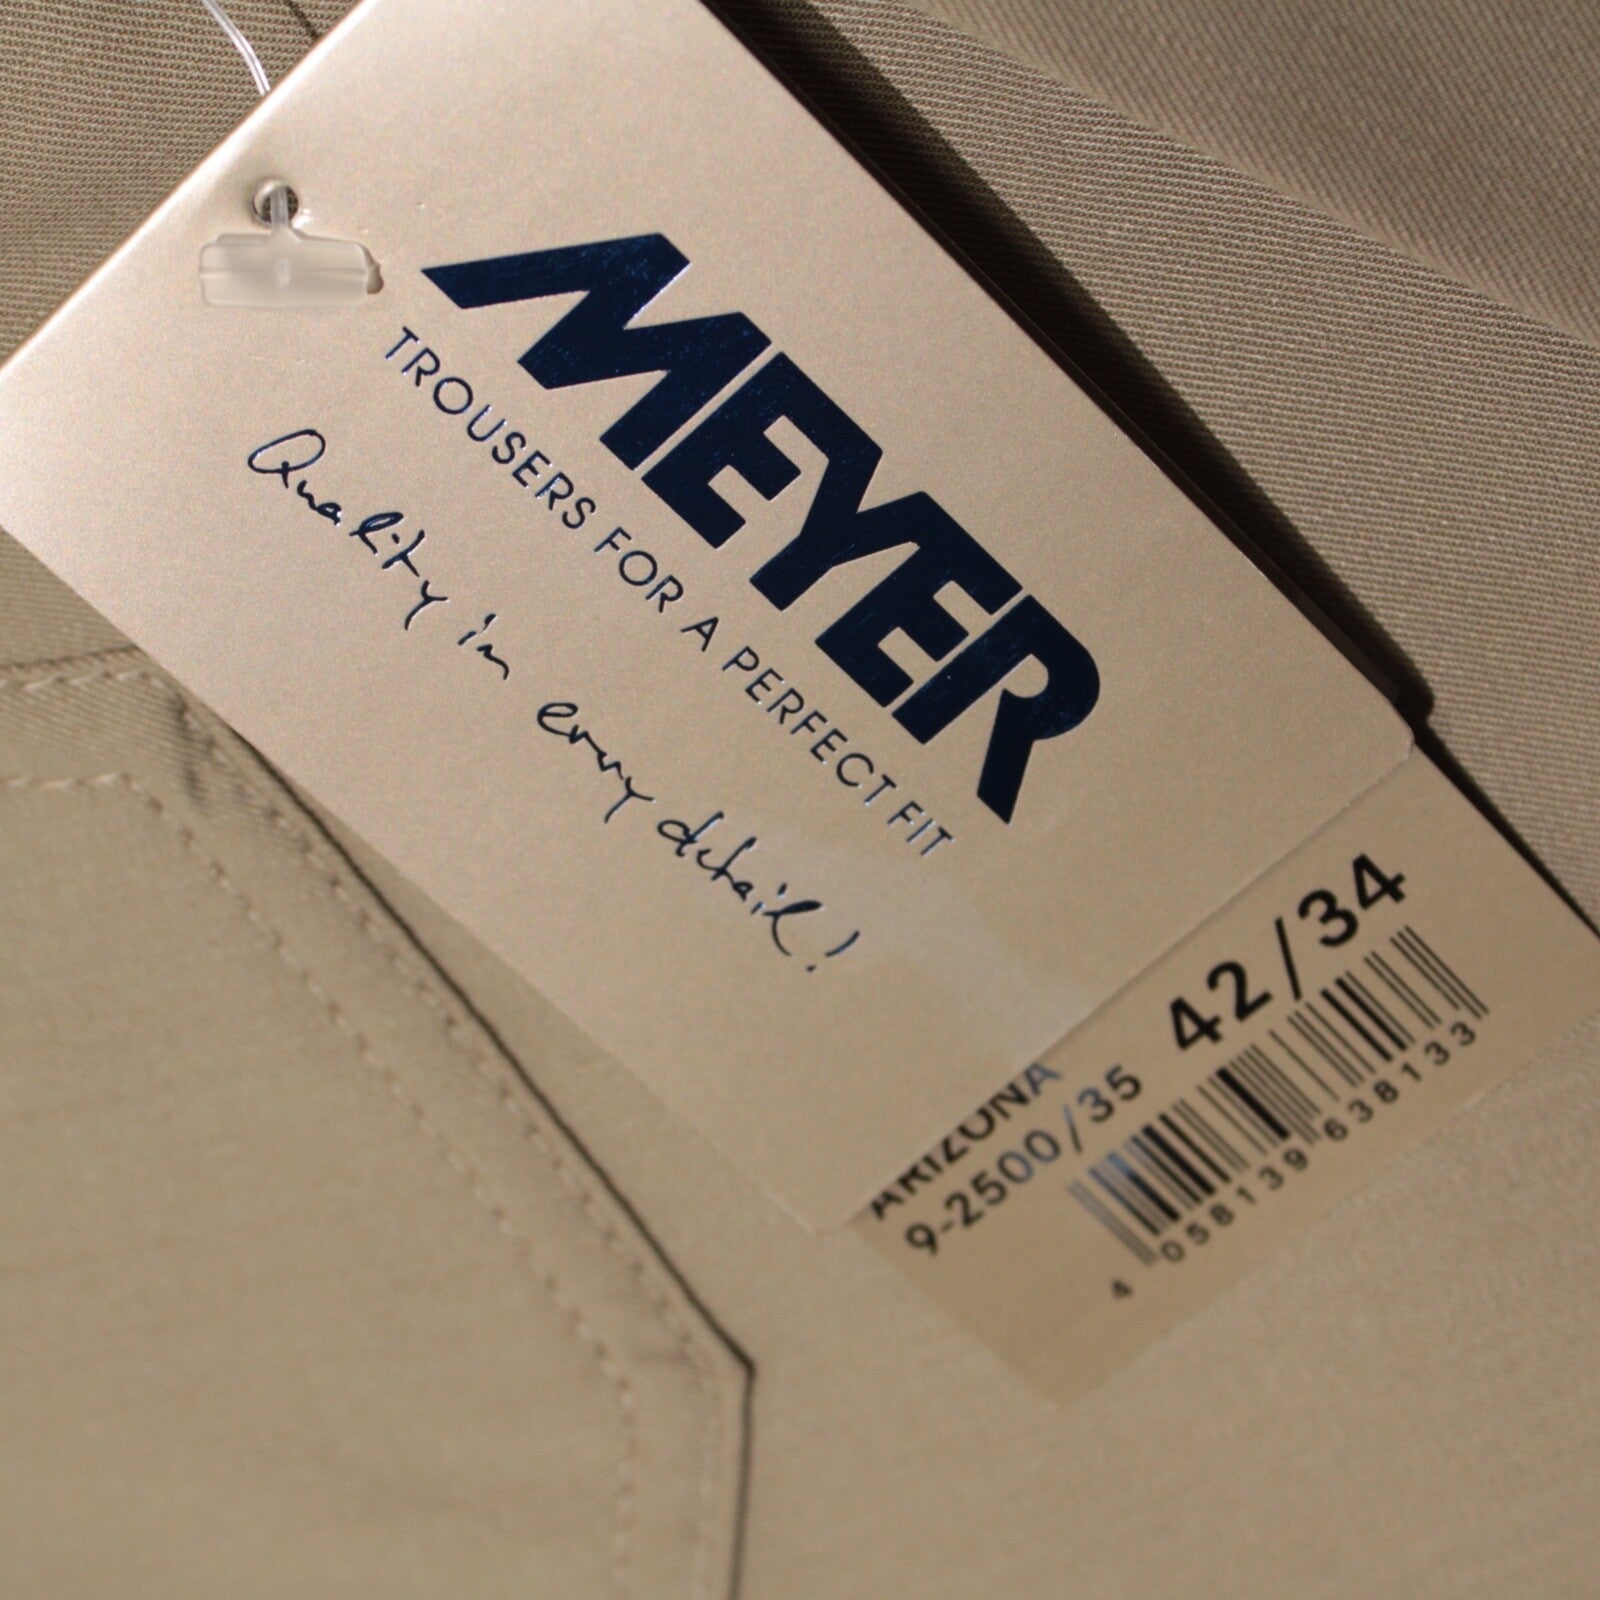 MEYER
TROUSERS FOR A PERFECT FIT
Quality in every detail!
ARIZONA
9-2500/35 42/34
4 058139 638133